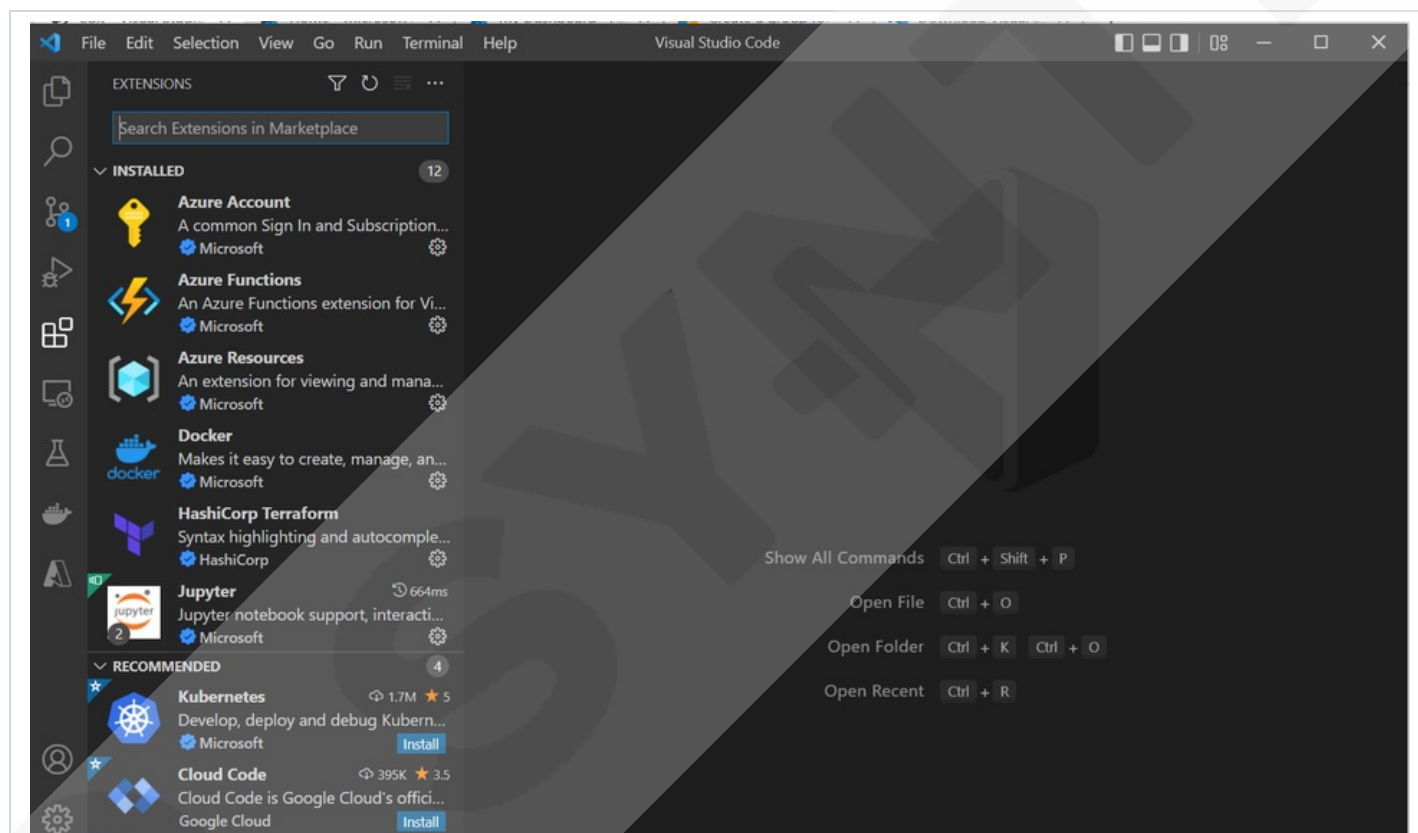 File Edit Selection View Go Run Terminal Help Visual Studio Code
EXTENSIONS
Search Extensions in Marketplace
INSTALLED 12
Azure Account
A common Sign In and Subscription...
Microsoft
1
Azure Functions
An Azure Functions extension for Vi...
Microsoft
Azure Resources
An extension for viewing and mana...
Microsoft
Docker
Makes it easy to create, manage, an...
docker
Microsoft
HashiCorp Terraform
Syntax highlighting and autocomple...
HashiCorp
Jupyter 664ms
jupyter
Jupyter notebook support, interacti...
2
Microsoft
RECOMMENDED 4
Kubernetes 1.7M ★ 5
Develop, deploy and debug Kubern...
Microsoft Install
Cloud Code 395K ★ 3.5
Cloud Code is Google Cloud's offici...
Google Cloud Install
Show All Commands Ctrl + Shift + P
Open File Ctrl + O
Open Folder Ctrl + K Ctrl + O
Open Recent Ctrl + R